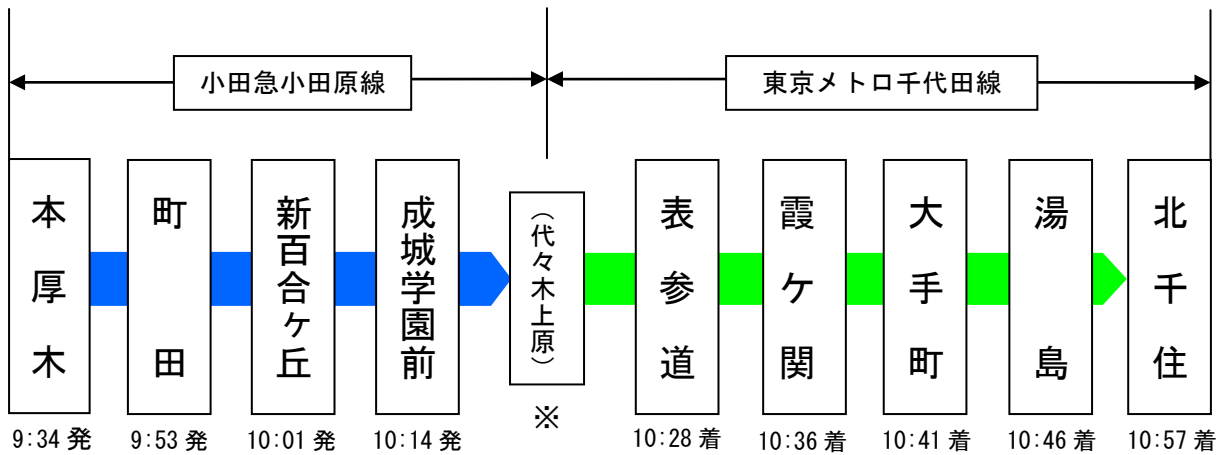 小田急小田原線
東京メトロ千代田線
本厚木
町田
新百合ヶ丘
成城学園前
(代々木上原)
表参道
霞ケ関
大手町
湯島
北千住
※
9:34 発
9:53 発
10:01 発
10:14 発
10:28 着
10:36 着
10:41 着
10:46 着
10:57 着